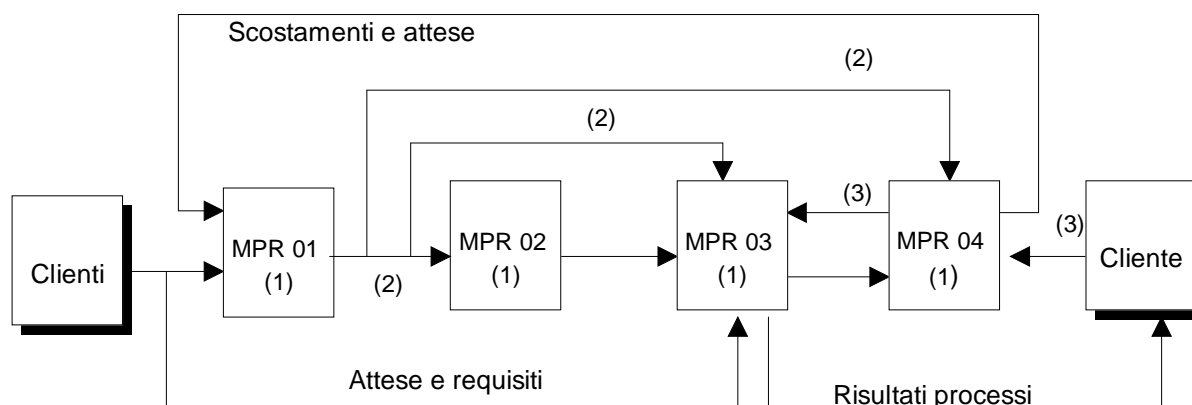 Scostamenti e attese
(2)
(2)
(3)
(3)
Clienti
MPR 01
(1)
(2)
MPR 02
(1)
MPR 03
(1)
MPR 04
(1)
Cliente
Attese e requisiti
Risultati processi